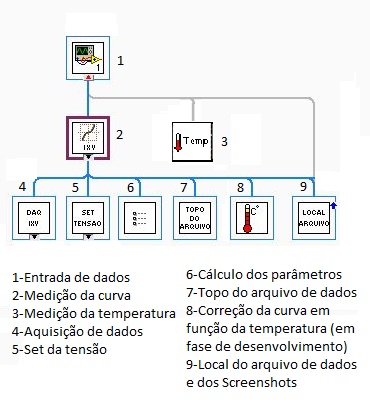 1
1
2
IXV
3
Temp
4
5
6
7
8
9
DAQ
IXV
SET
TENSAO
TOPO
DO
ARQUIVO
C°
LOCAL
ARQUIVO
1-Entrada de dados
2-Medição da curva
3-Medição da temperatura
4-Aquisição de dados
5-Set da tensão
6-Cálculo dos parâmetros
7-Topo do arquivo de dados
8-Correção da curva em
função da temperatura (em
fase de desenvolvimento)
9-Local do arquivo de dados
e dos Screenshots